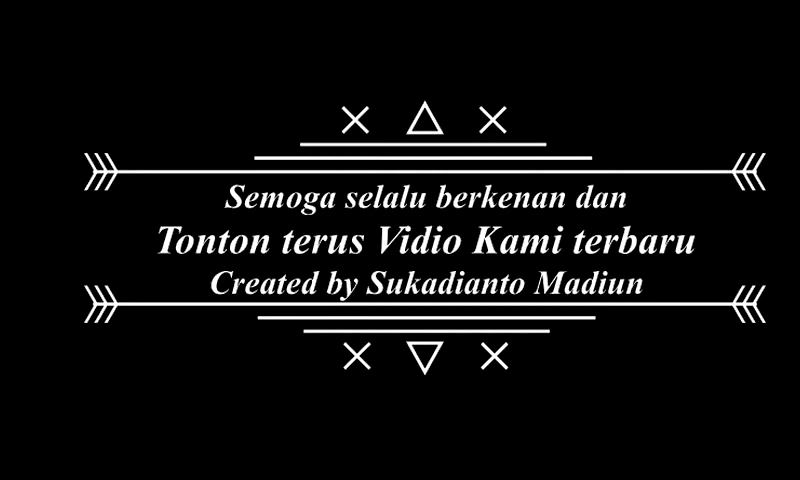 Semoga selalu berkenan dan
Tonton terus Vidio Kami terbaru
Created by Sukadianto Madiun